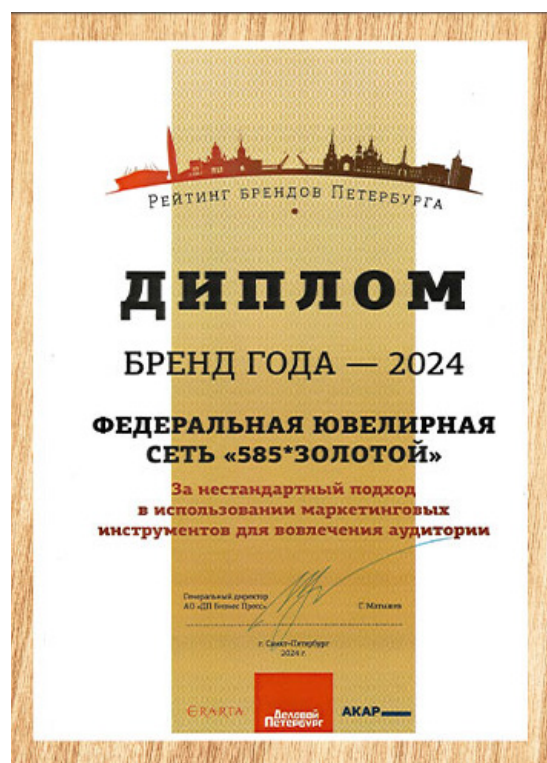 Рейтинг брендов Петербурга
ДИПЛОМ
БРЕНД ГОДА — 2024
ФЕДЕРАЛЬНАЯ ЮВЕЛИРНАЯ
СЕТЬ «585*ЗОЛОТОЙ»
За нестандартный подход
в использовании маркетинговых
инструментов для вовлечения аудитории
Генеральный директор
АО «ДП Бизнес Пресс»
г. Санкт-Петербург
2024 г.
ERARTA
Деловой
Петербург
АКАР